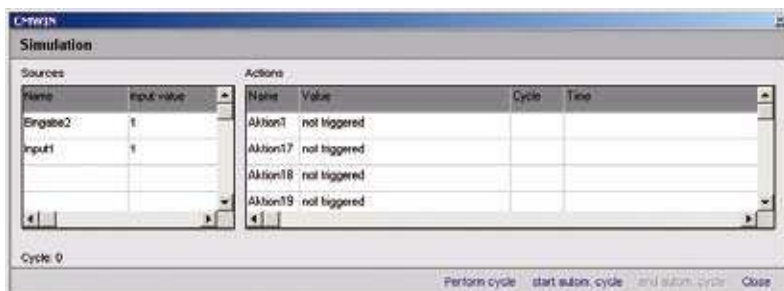 CMWIN
Simulation
Sources
Actions
Name Input value
Name Value Cycle Time
Eingabe2 1
Aktion1 not triggered
Input1 1
Aktion17 not triggered
Aktion18 not triggered
Aktion19 not triggered
Cycle: 0
Perform cycle start autom. cycle end autom. cycle Close